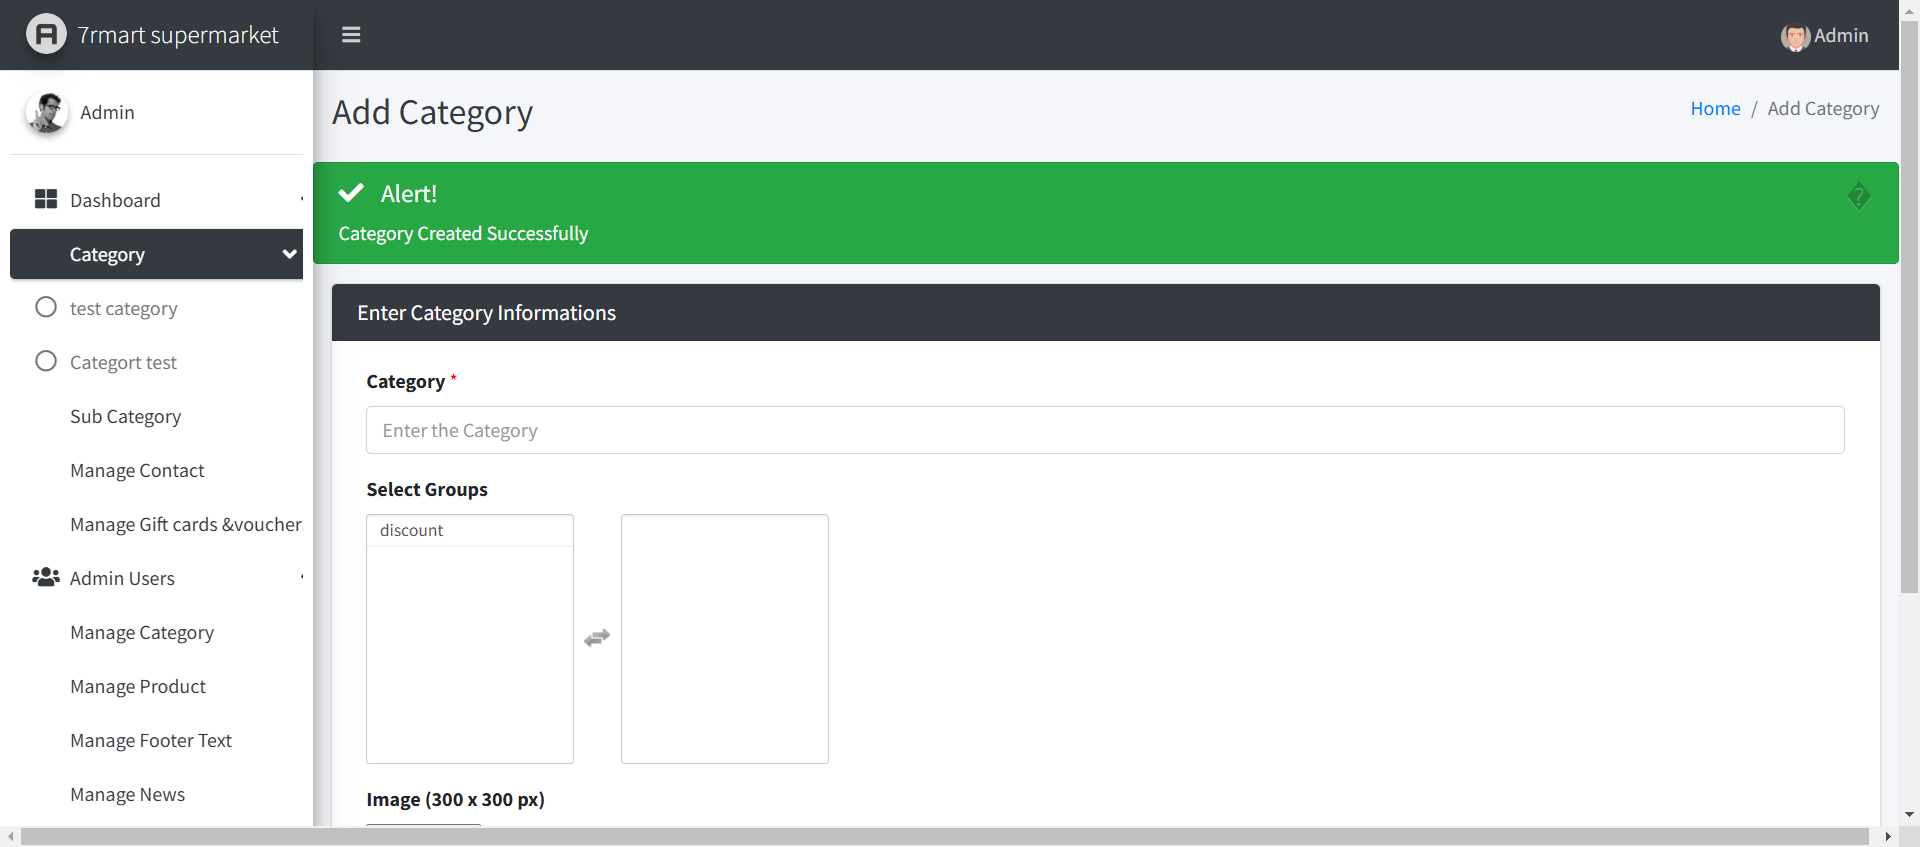 7rmart supermarket
Admin
Admin
Dashboard
Category
test category
Categort test
Sub Category
Manage Contact
Manage Gift cards &voucher
Admin Users
Manage Category
Manage Product
Manage Footer Text
Manage News
Add Category
Home / Add Category
Alert!
Category Created Successfully
Enter Category Informations
Category *
Enter the Category
Select Groups
discount
Image (300 x 300 px)